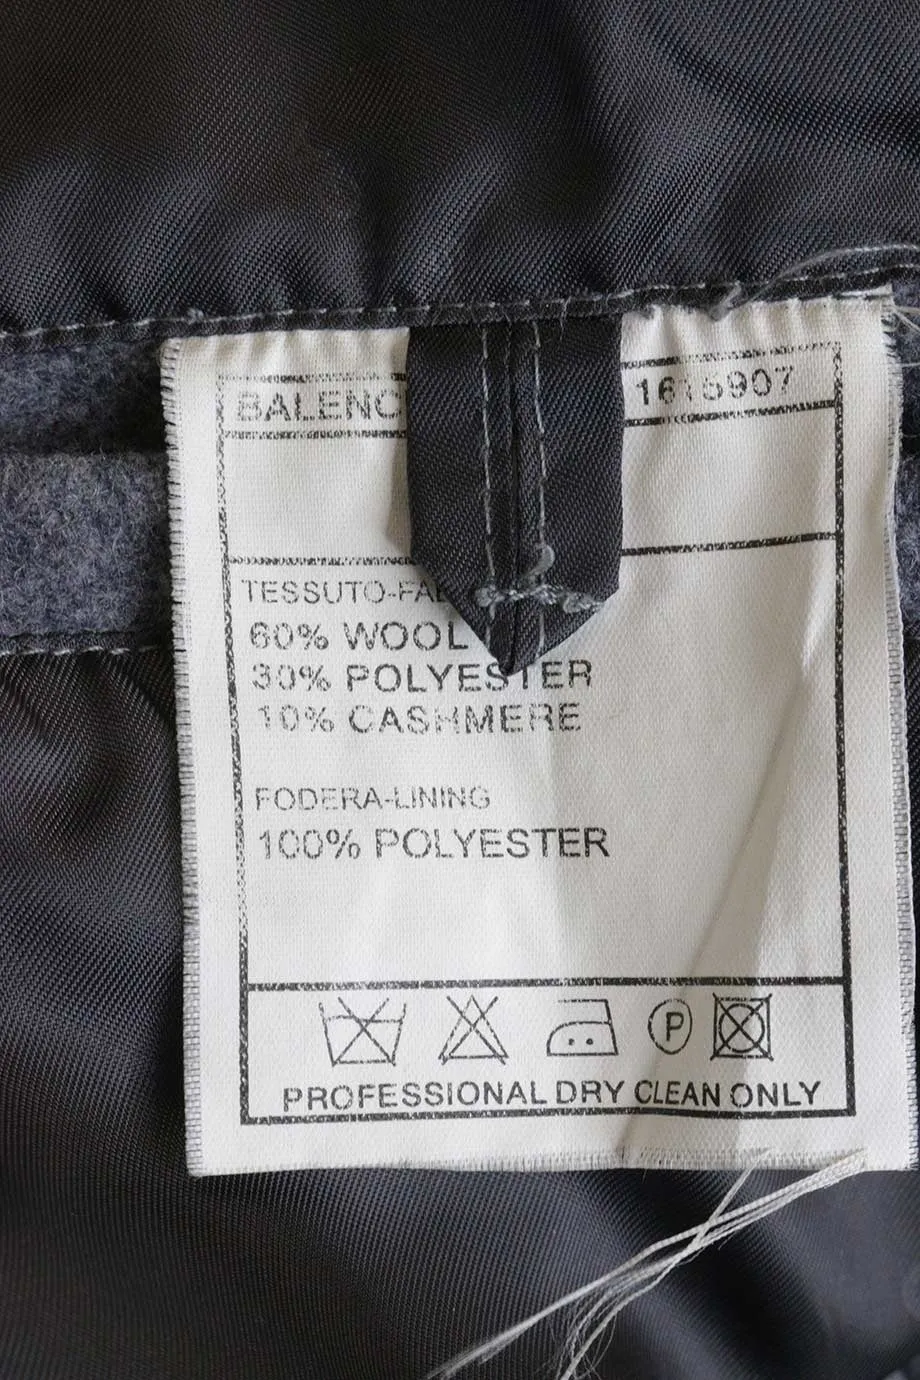 BALENC 1615907
TESSUTO-FA
60% WOOL
30% POLYESTER
10% CASHMERE
FODERA-LINING
100% POLYESTER
P
PROFESSIONAL DRY CLEAN ONLY